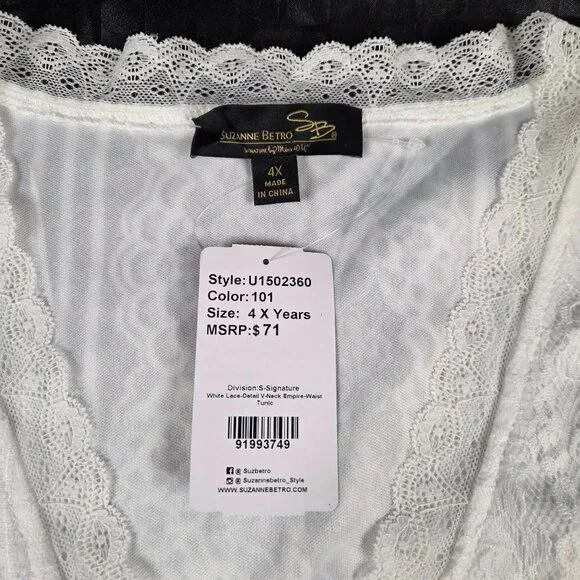 SUZANNE BETRO
SB
4X
MADE
IN CHINA
Style: U1502360
Color: 101
Size: 4 X Years
MSRP:$ 71
Division:S-Signature
White Lace-Detail V-Neck Empire-Waist
Tunic
91993749
@ Suzbetro
@ Suzannebetro_Style
WWW.SUZANNEBETRO.COM